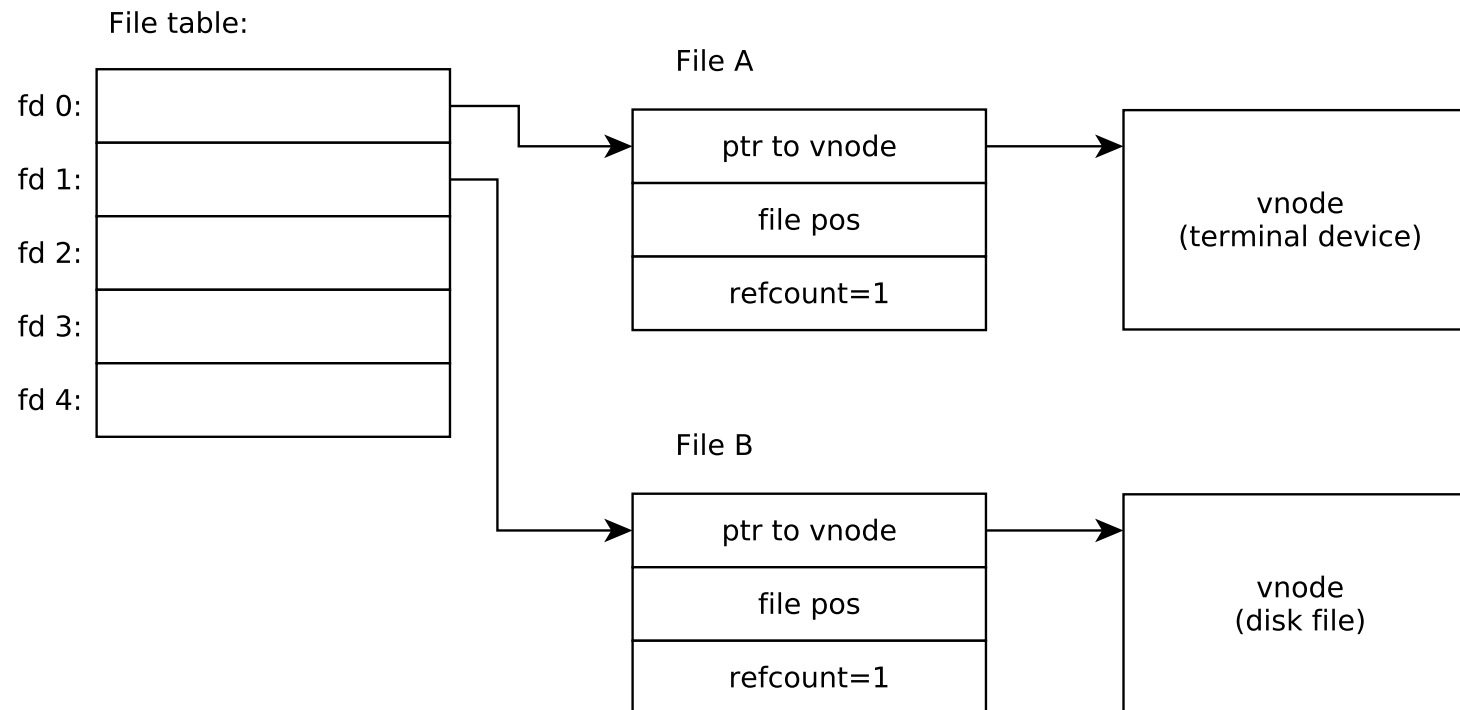 File table:
fd 0:
fd 1:
fd 2:
fd 3:
fd 4:
File A
ptr to vnode
file pos
refcount=1
vnode
(terminal device)
File B
ptr to vnode
file pos
refcount=1
vnode
(disk file)